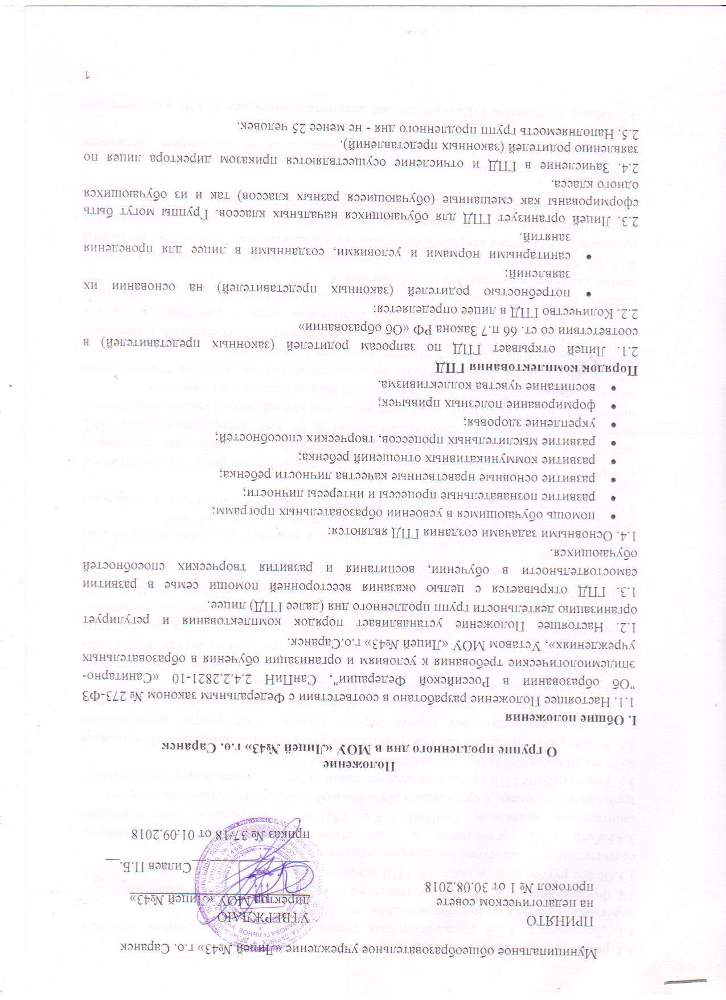 Муниципальное общеобразовательное учреждение «Лицей №43» г.о. Саранск
ПРИНЯТО
на педагогическом совете
протокол № 1 от 30.08.2018
УТВЕРЖДАЮ
директор МОУ «Лицей №43»
Силаев П.Б.
приказ № 37/18 от 01.09.2018
Положение
О группе продленного дня в МОУ «Лицей №43» г.о. Саранск
I. Общие положения
1.1. Настоящее Положение разработано в соответствии с Федеральным законом № 273-ФЗ
"Об образовании в Российской Федерации", СанПиН 2.4.2.2821-10 «Санитарно-
эпидемиологические требования к условиям и организации обучения в образовательных
учреждениях», Уставом МОУ «Лицей №43» г.о.Саранск.
1.2. Настоящее Положение устанавливает порядок комплектования и регулирует
организацию деятельности групп продленного дня (далее ГПД) лицее.
1.3. ГПД открывается с целью оказания всесторонней помощи семье в развитии
самостоятельности в обучении, воспитания и развития творческих способностей
обучающихся.
1.4. Основными задачами создания ГПД являются:
• помощь обучающимся в усвоении образовательных программ;
• развитие познавательные процессы и интересы личности;
• развитие основные нравственные качества личности ребенка;
• развитие коммуникативных отношений ребенка;
• развитие мыслительных процессов, творческих способностей;
• укрепление здоровья;
• формирование полезных привычек;
• воспитание чувства коллективизма.
Порядок комплектования ГПД
2.1. Лицей открывает ГПД по запросам родителей (законных представителей) в
соответствии со ст. 66 п.7 Закона РФ «Об образовании»
2.2. Количество ГПД в лицее определяется:
• потребностью родителей (законных представителей) на основании их
заявлений;
• санитарными нормами и условиями, созданными в лицее для проведения
занятий.
2.3. Лицей организует ГПД для обучающихся начальных классов. Группы могут быть
сформированы как смешанные (обучающиеся разных классов) так и из обучающихся
одного класса.
2.4. Зачисление в ГПД и отчисление осуществляются приказом директора лицея по
заявлению родителей (законных представлений).
2.5. Наполняемость групп продленного дня - не менее 25 человек.
1